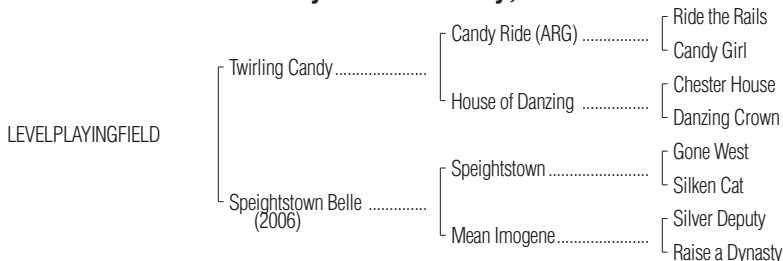 Ride the Rails
Candy Ride (ARG) ................
Candy Girl
Twirling Candy ......................
Chester House
House of Danzing ................
Danzing Crown
LEVELPLAYINGFIELD
Gone West
Speightstown ........................
Silken Cat
Speightstown Belle ..............
(2006)
Silver Deputy
Mean Imogene ......................
Raise a Dynasty